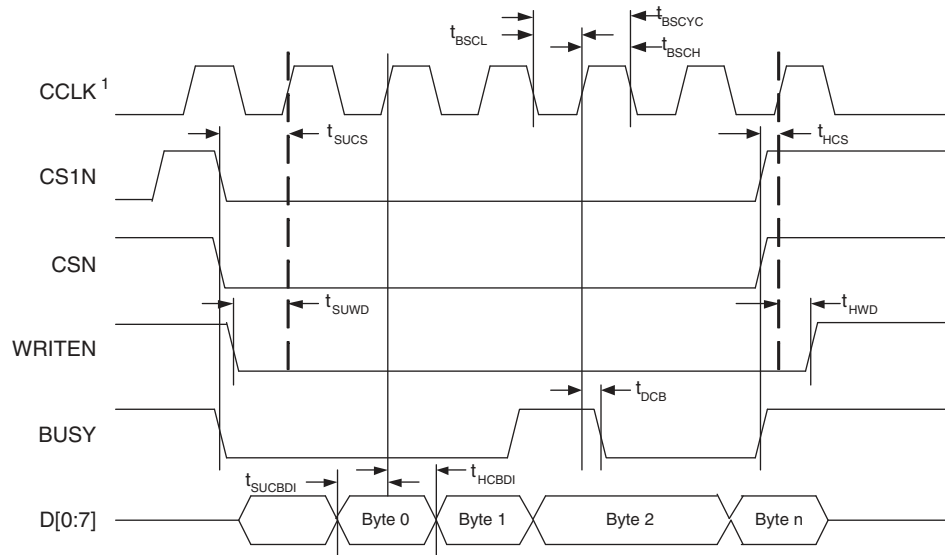 t_BSCYC
t_BSCL
t_BSCH
CCLK ¹
t_SUCS
t_HCS
CS1N
CSN
t_SUWD
t_HWD
WRITEN
t_DCB
BUSY
t_SUCBDI
t_HCBDI
D[0:7]
Byte 0
Byte 1
Byte 2
Byte n